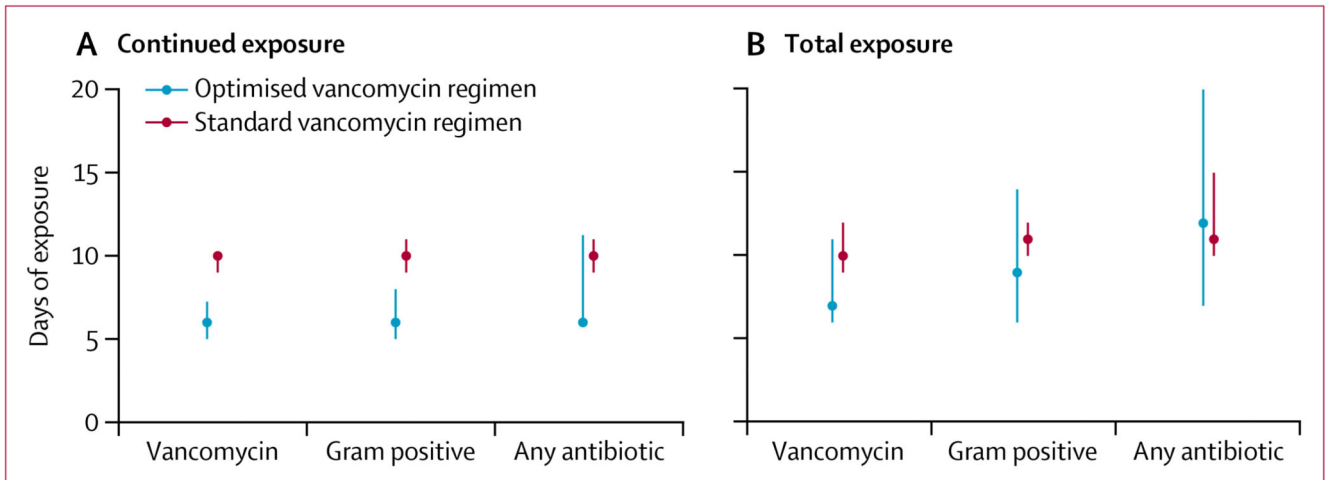 A Continued exposure
Optimised vancomycin regimen
Standard vancomycin regimen
Days of exposure
20
15
10
5
0
Vancomycin
Gram positive
Any antibiotic
B Total exposure
Vancomycin
Gram positive
Any antibiotic